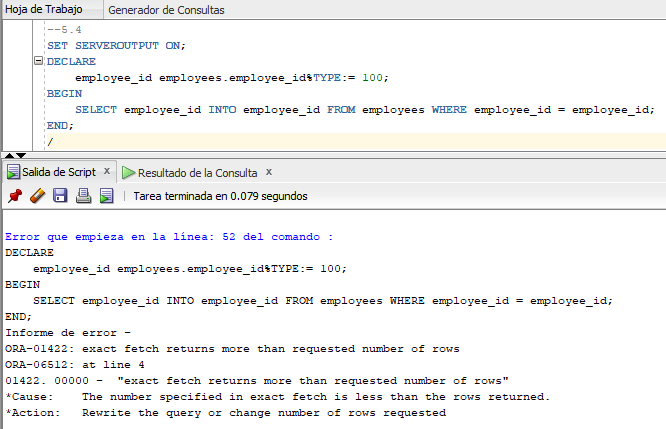 Hoja de Trabajo Generador de Consultas
--5.4
SET SERVEROUTPUT ON;
DECLARE
employee_id employees.employee_id%TYPE:= 100;
BEGIN
SELECT employee_id INTO employee_id FROM employees WHERE employee_id = employee_id;
END;
/
Salida de Script x Resultado de la Consulta x
Tarea terminada en 0.079 segundos
Error que empieza en la línea: 52 del comando :
DECLARE
employee_id employees.employee_id%TYPE:= 100;
BEGIN
SELECT employee_id INTO employee_id FROM employees WHERE employee_id = employee_id;
END;
Informe de error -
ORA-01422: exact fetch returns more than requested number of rows
ORA-06512: at line 4
01422. 00000 - "exact fetch returns more than requested number of rows"
*Cause: The number specified in exact fetch is less than the rows returned.
*Action: Rewrite the query or change number of rows requested